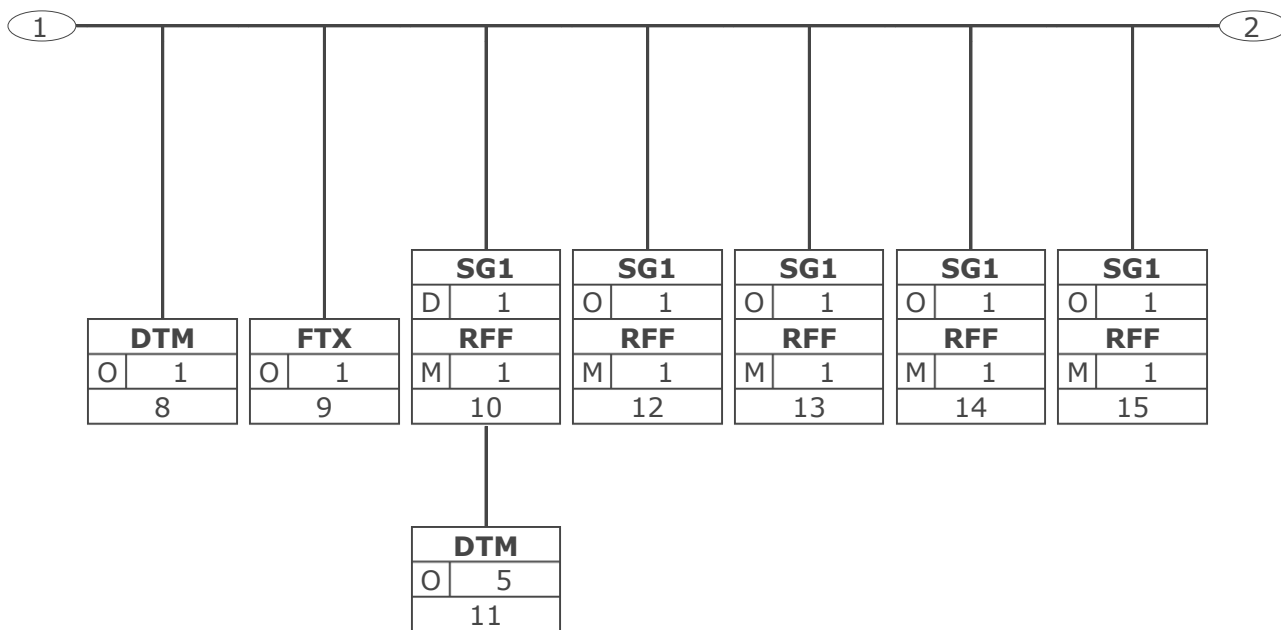 1
2
SG1 SG1 SG1 SG1 SG1
D 1 O 1 O 1 O 1 O 1
DTM FTX RFF RFF RFF RFF RFF
O 1 O 1 M 1 M 1 M 1 M 1 M 1
8 9 10 12 13 14 15
DTM
O 5
11